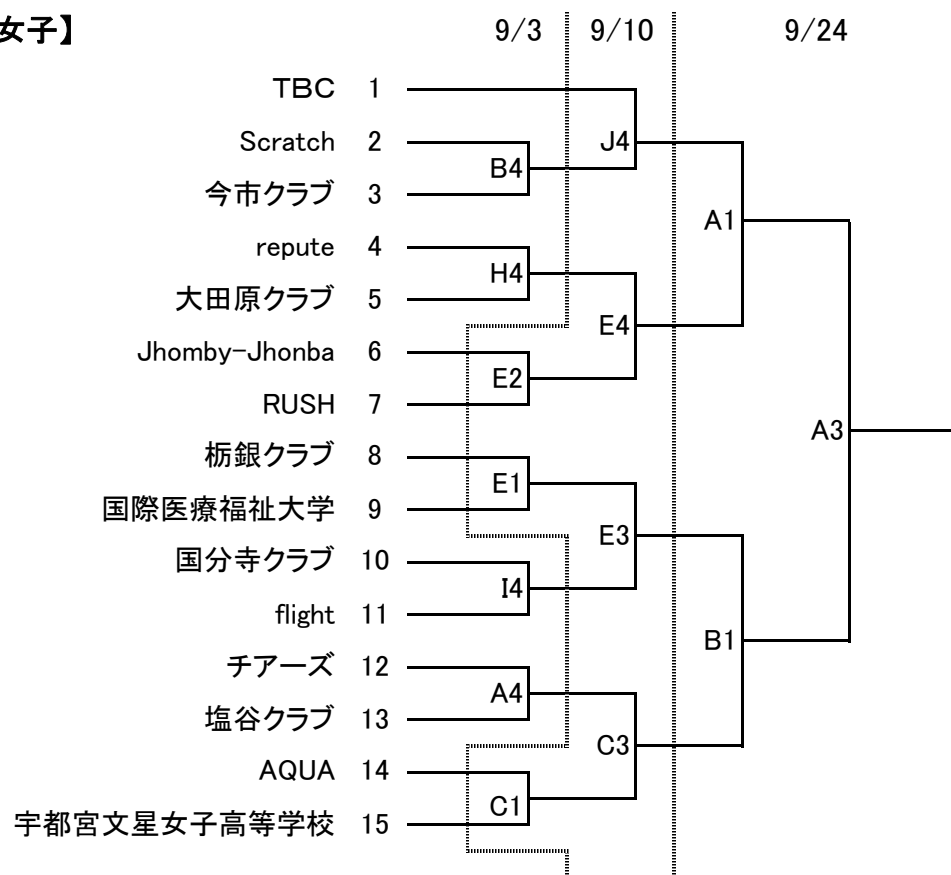 女子】
9/3 9/10 9/24
TBC 1
J4
Scratch 2
B4
今市クラブ 3
A1
repute 4
H4
大田原クラブ 5
E4
Jhomby-Jhonba 6
E2
RUSH 7
A3
栃銀クラブ 8
E1
国際医療福祉大学 9
E3
国分寺クラブ 10
I4
flight 11
B1
チアーズ 12
A4
塩谷クラブ 13
C3
AQUA 14
C1
宇都宮文星女子高等学校 15